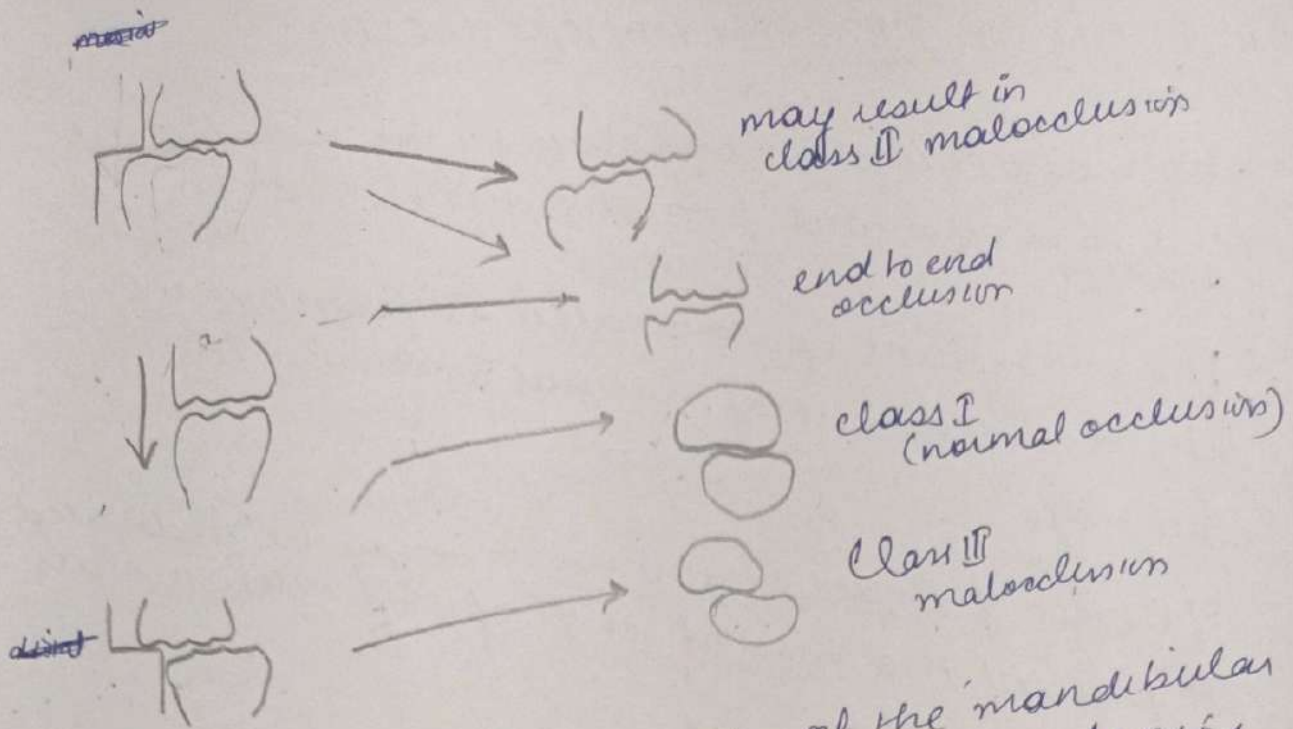 may result in
class II malocclusion
end to end
occlusion
class I
(normal occlusion)
Class III
malocclusion
of the mandibular